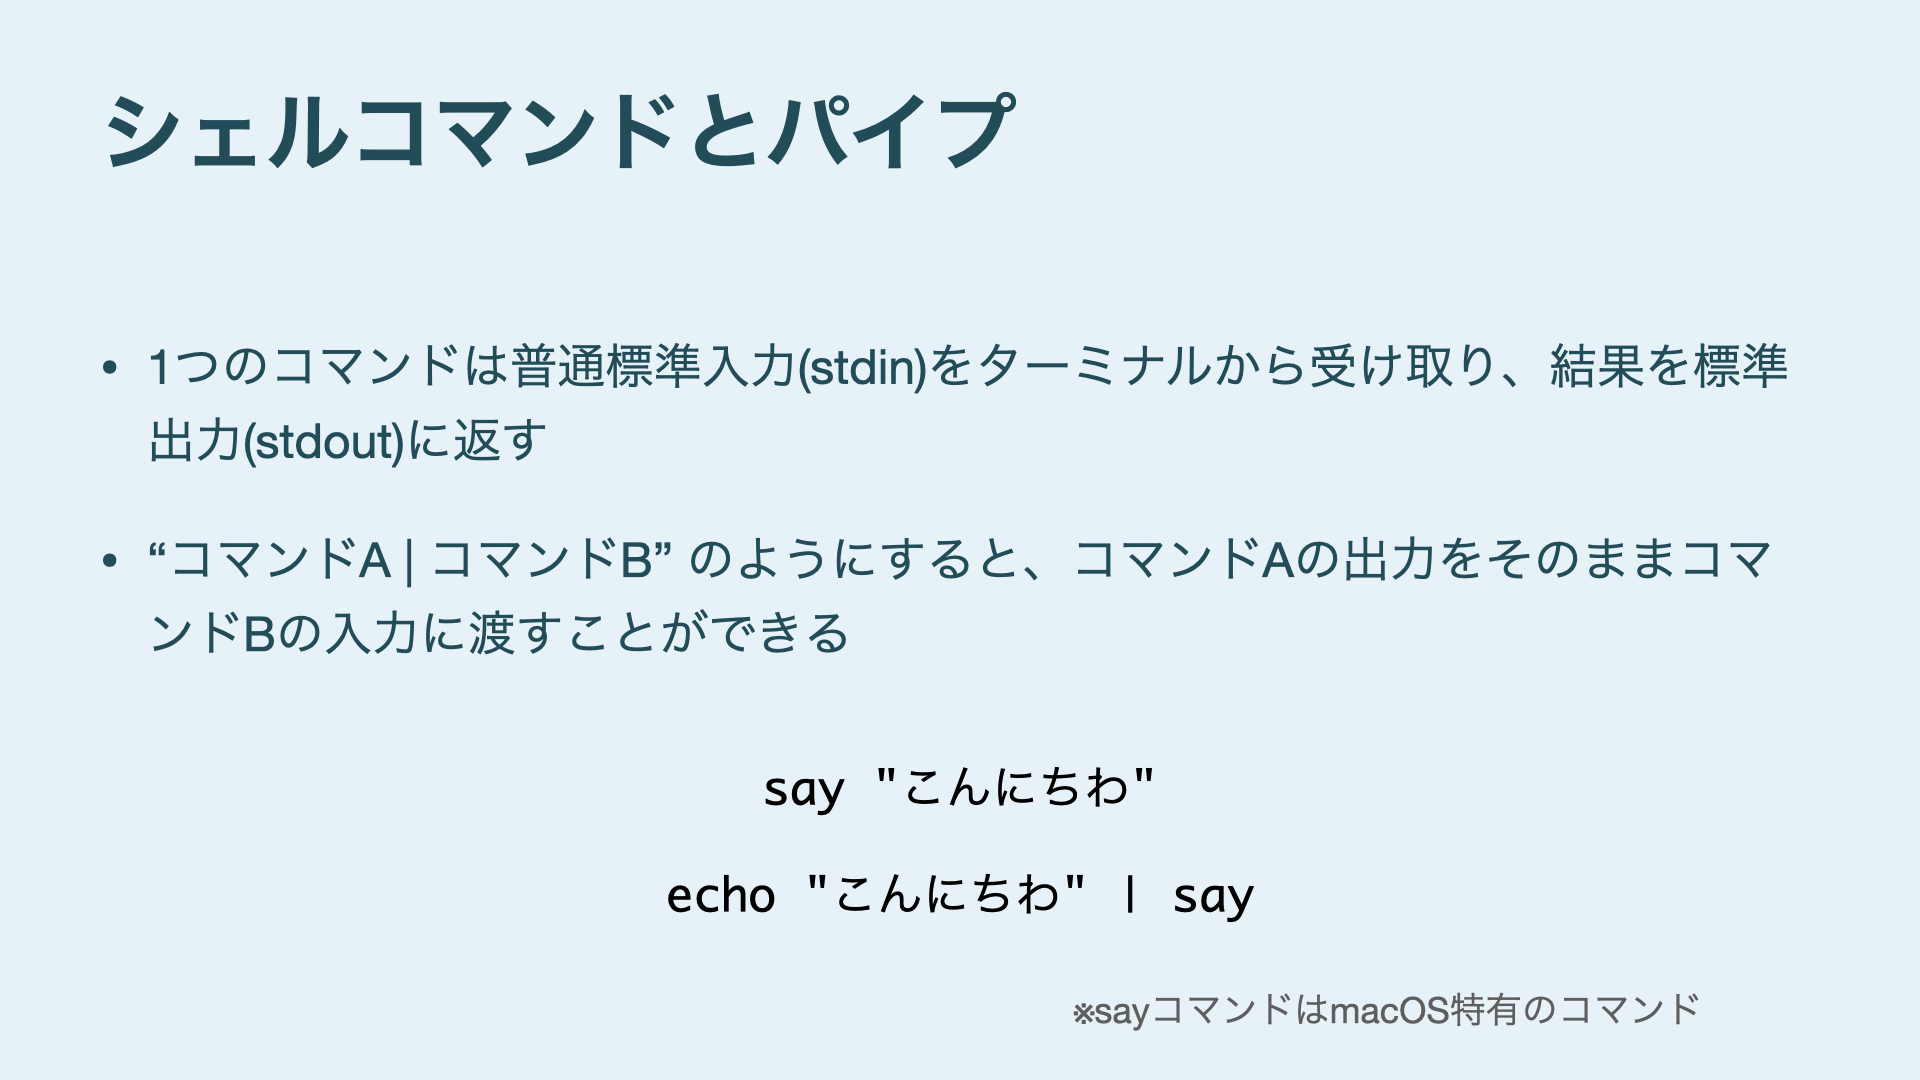 シェルコマンドとパイプ
• 1つのコマンドは普通標準入力(stdin)をターミナルから受け取り、結果を標準
出力(stdout)に返す
• “コマンドA | コマンドB” のようにすると、コマンドAの出力をそのままコマ
ンドBの入力に渡すことができる
say "こんにちわ"
echo "こんにちわ" | say
※sayコマンドはmacOS特有のコマンド